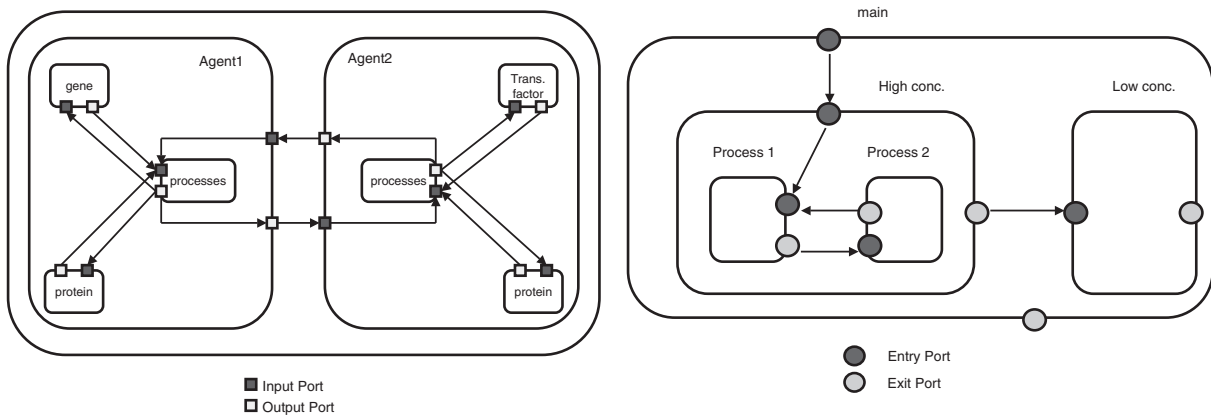 Agent1
gene
processes
protein
Agent2
Trans.
factor
processes
protein
Input Port
Output Port
main
High conc.
Low conc.
Process 1
Process 2
Entry Port
Exit Port